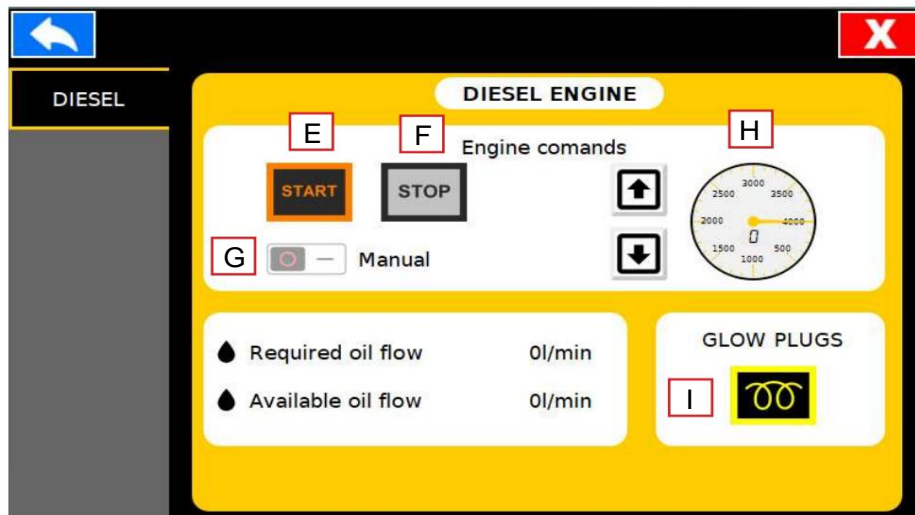 X
DIESEL
DIESEL ENGINE
E
F
H
Engine comands
START
STOP
G
Manual
3000
2500
3500
2000
4000
0
1500
500
1000
Required oil flow 0l/min
Available oil flow 0l/min
GLOW PLUGS
I